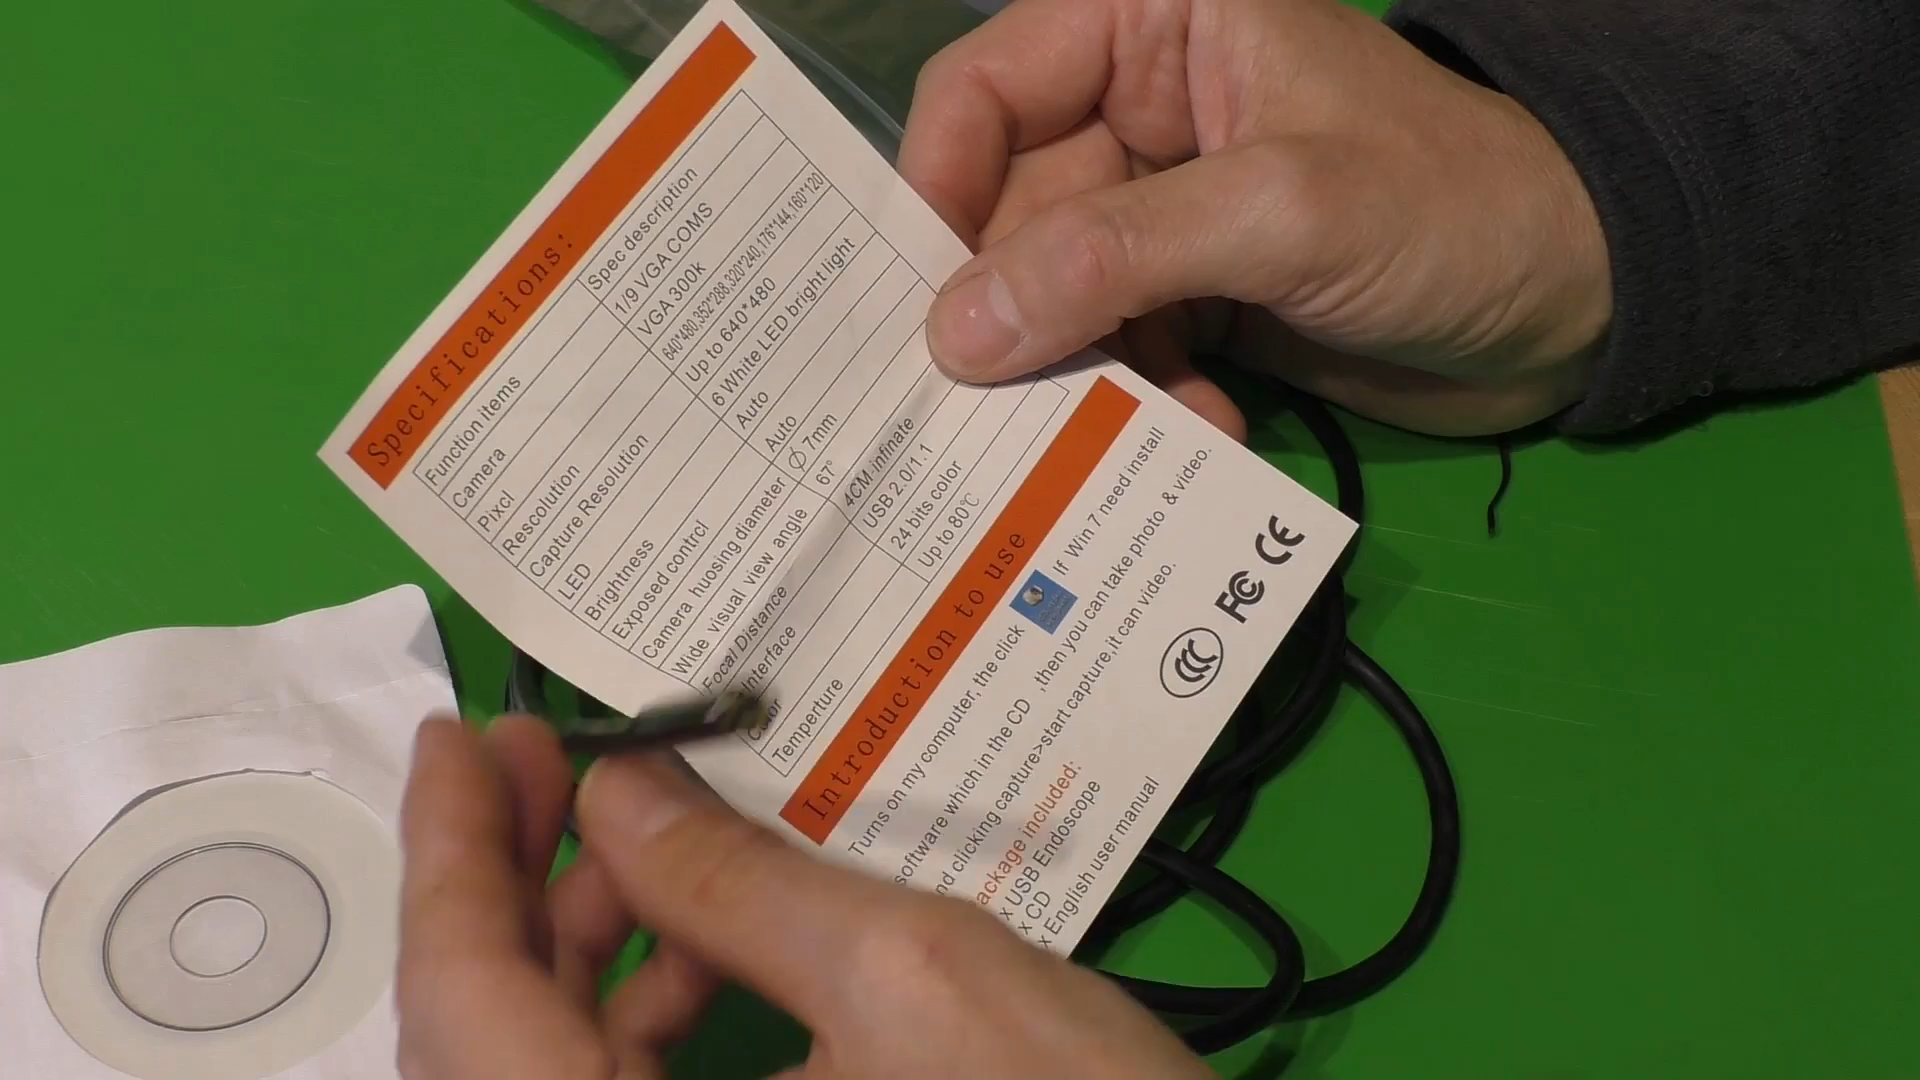 Specifications:
Function items Spec description
Camera 1/9 VGA COMS
Pixcl VGA 300k
Rescolution 640*480,352*288,320*240,176*144,160*120
Capture Resolution Up to 640*480
LED 6 White LED bright light
Brightness Auto
Exposed contrcl Auto
Camera huosing diameter ϕ 7mm
Wide visual view angle 67°
Focal Distance 4CM-infinate
Interface USB 2.0/1.1
24 bits color
Temperture Up to 80℃
Introduction to use
Turns on my computer, the click If Win 7 need install
software which in the CD ,then you can take photo & video.
nd clicking capture>start capture,it can video.
ackage included:
x USB Endoscope
x CD
x English user manual
CCC FC CE